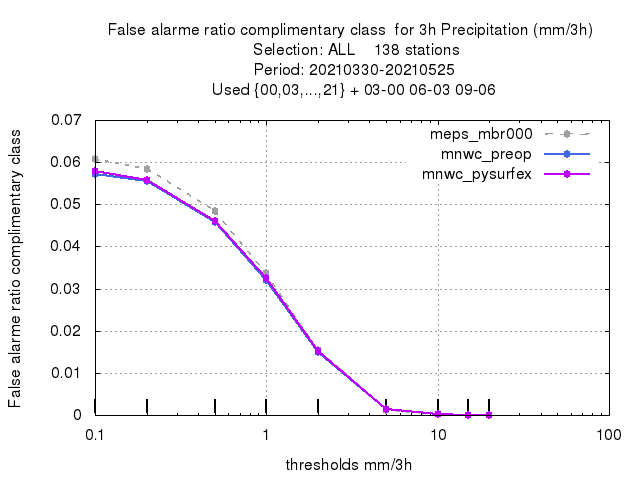 False alarme ratio complimentary class  for 3h Precipitation (mm/3h)
Selection: ALL    138 stations
Period: 20210330-20210525
Used {00,03,...,21} + 03-00 06-03 09-06
meps_mbr000
mnwc_preop
mnwc_pysurfex
False alarme ratio complimentary class
0.07
0.06
0.05
0.04
0.03
0.02
0.01
0
0.1 1 10 100
thresholds mm/3h